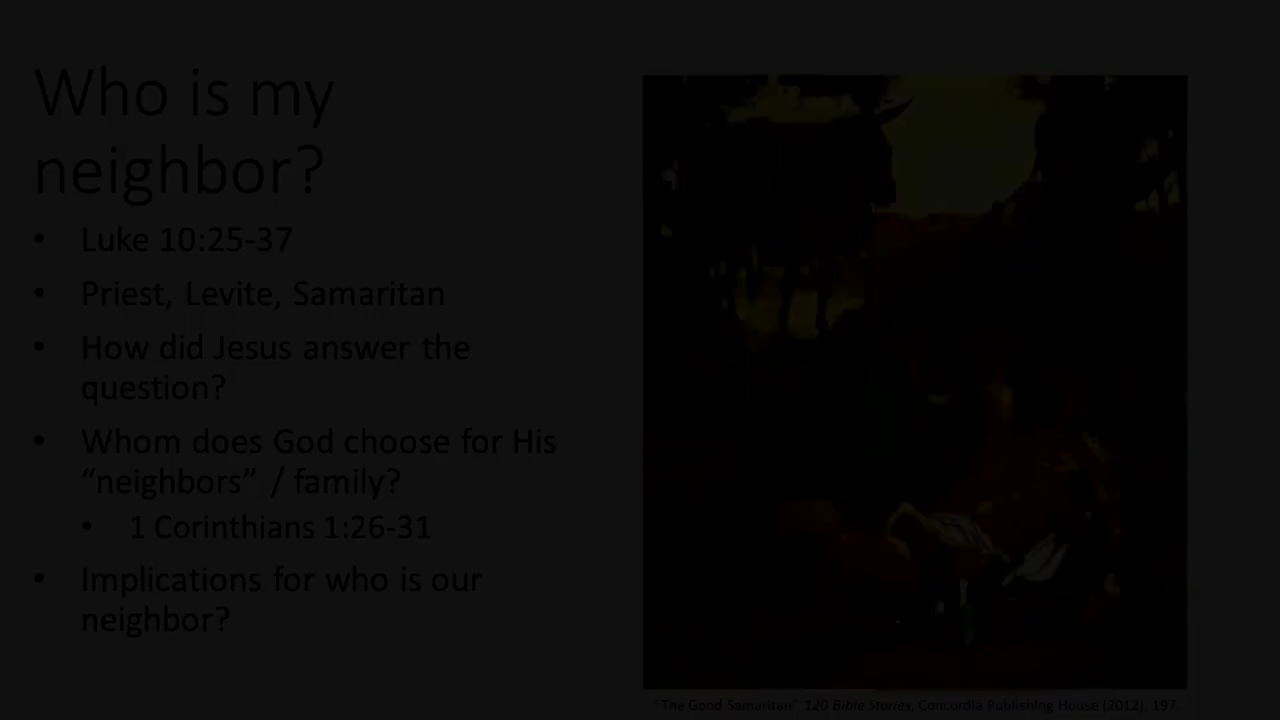 Who is my
neighbor?
• Luke 10:25-37
• Priest, Levite, Samaritan
• How did Jesus answer the
question?
• Whom does God choose for His
“neighbors” / family?
• 1 Corinthians 1:26-31
• Implications for who is our
neighbor?
“The Good Samaritan” 120 Bible Stories, Concordia Publishing House (2012), 197.